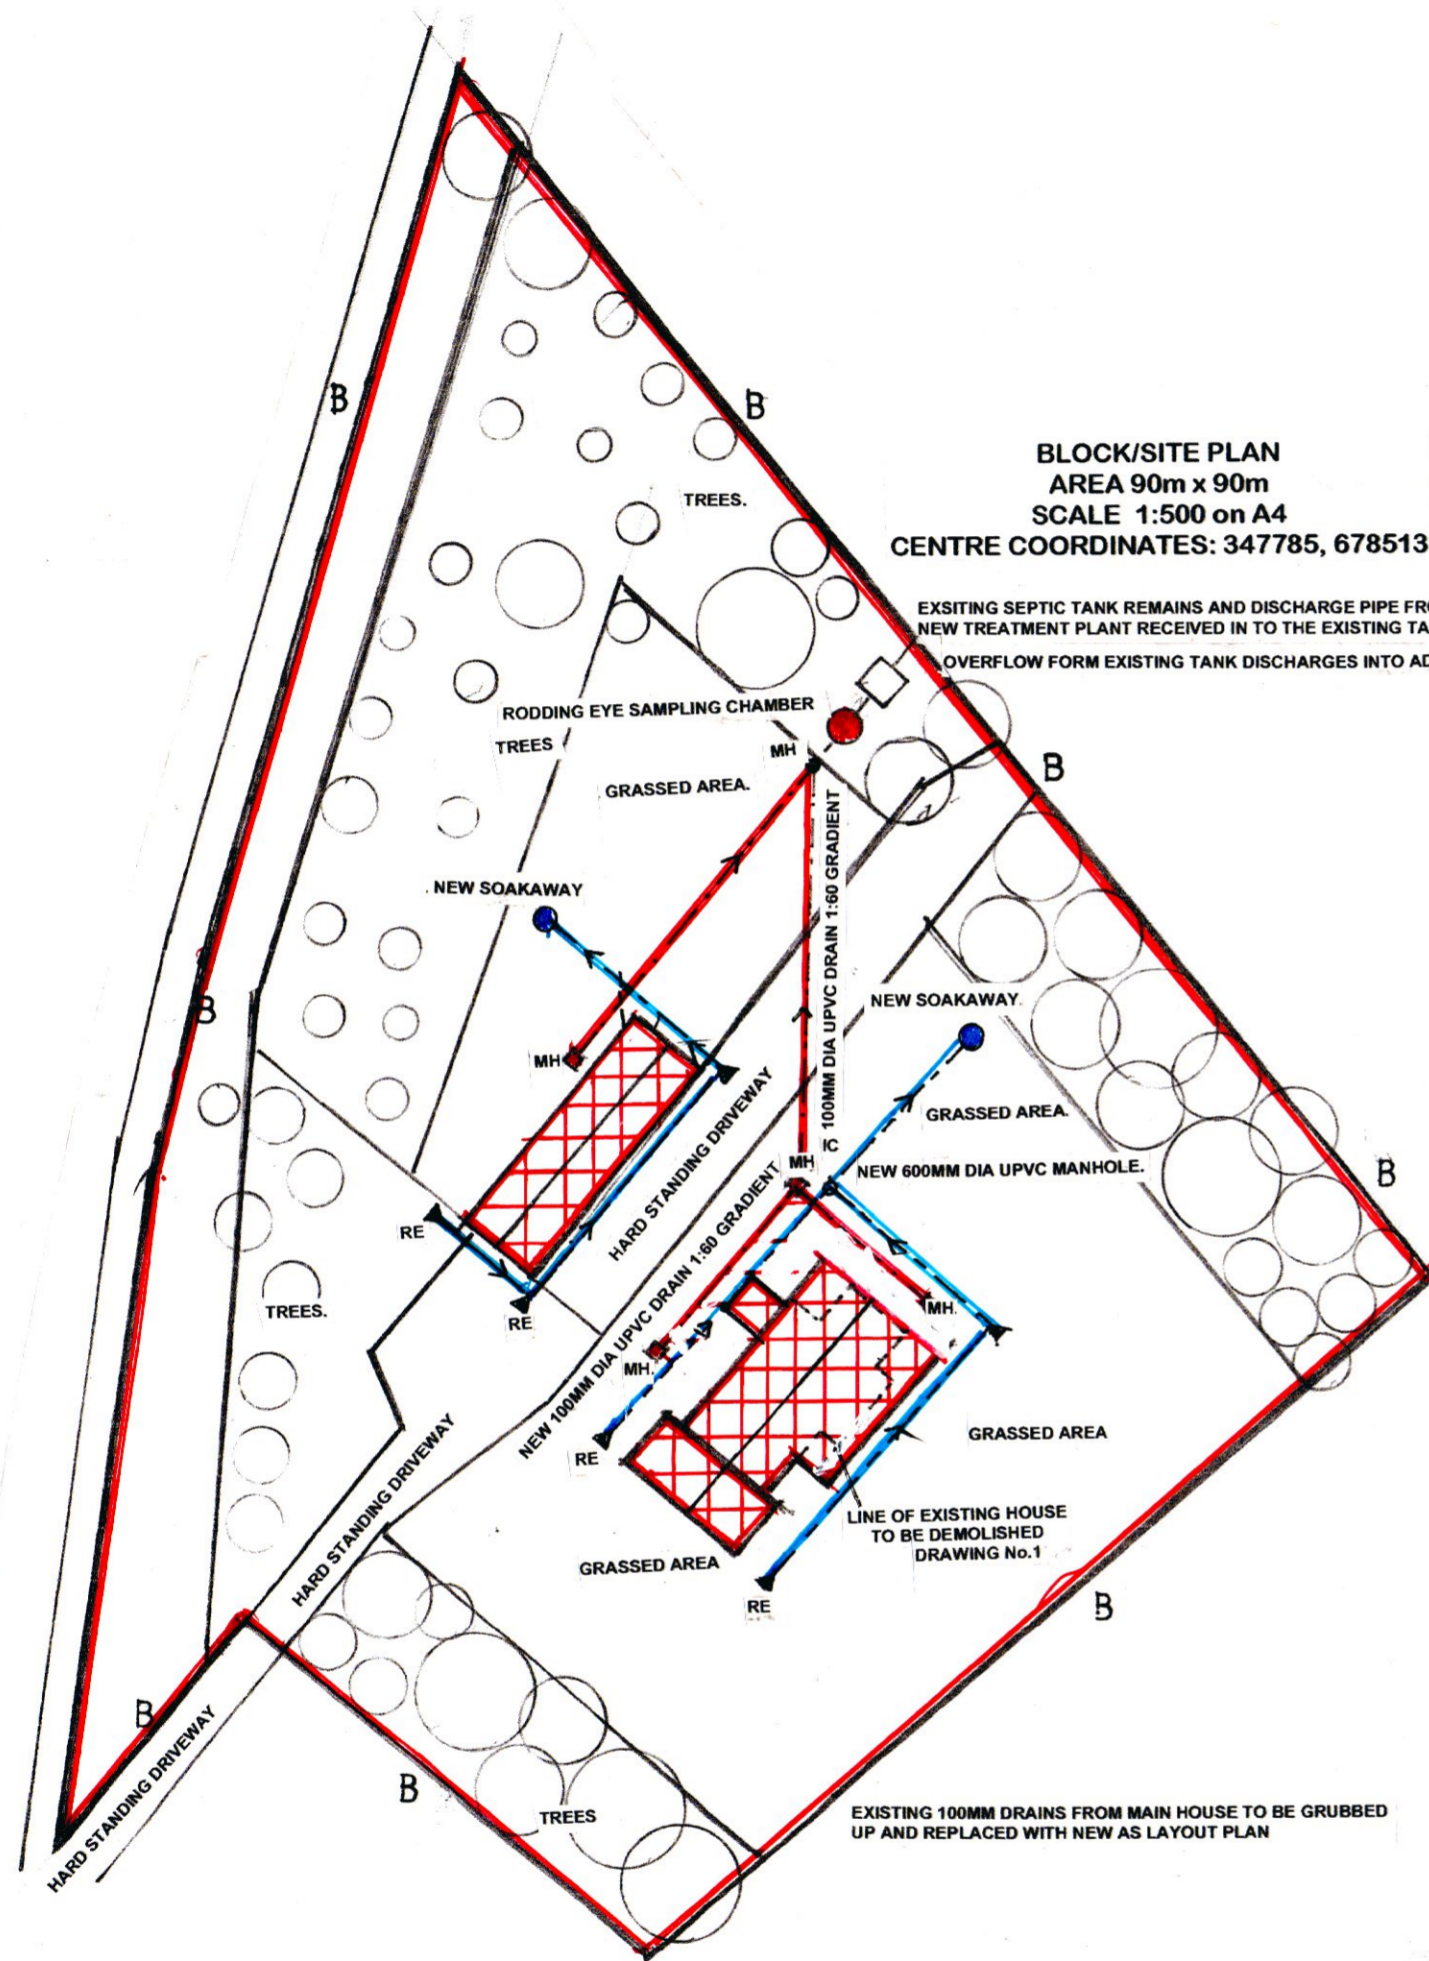 B
B
BLOCK/SITE PLAN
AREA 90m x 90m
SCALE 1:500 on A4
CENTRE COORDINATES: 347785, 678513
TREES.
EXSITING SEPTIC TANK REMAINS AND DISCHARGE PIPE FR
NEW TREATMENT PLANT RECEIVED IN TO THE EXISTING TA
OVERFLOW FORM EXISTING TANK DISCHARGES INTO AD
RODDING EYE SAMPLING CHAMBER
TREES
MH
B
GRASSED AREA.
100MM DIA UPVC DRAIN 1:60 GRADIENT
IC
NEW SOAKAWAY
B
NEW SOAKAWAY.
MH
GRASSED AREA.
HARD STANDING DRIVEWAY
MH
NEW 600MM DIA UPVC MANHOLE.
B
RE
RE
TREES.
NEW 100MM DIA UPVC DRAIN 1:60 GRADIENT
MH.
MH.
RE
GRASSED AREA
HARD STANDING DRIVEWAY
LINE OF EXISTING HOUSE
TO BE DEMOLISHED
DRAWING No.1
GRASSED AREA
RE
B
B
HARD STANDING DRIVEWAY
B
TREES
EXISTING 100MM DRAINS FROM MAIN HOUSE TO BE GRUBBED
UP AND REPLACED WITH NEW AS LAYOUT PLAN